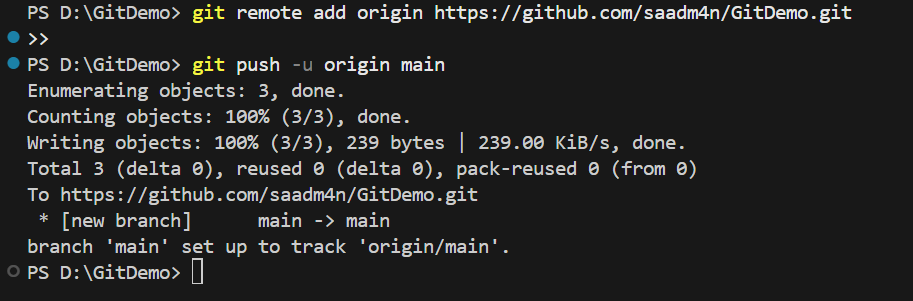 PS D:\GitDemo> git remote add origin https://github.com/saadm4n/GitDemo.git
>>
PS D:\GitDemo> git push -u origin main
Enumerating objects: 3, done.
Counting objects: 100% (3/3), done.
Writing objects: 100% (3/3), 239 bytes | 239.00 KiB/s, done.
Total 3 (delta 0), reused 0 (delta 0), pack-reused 0 (from 0)
To https://github.com/saadm4n/GitDemo.git
 * [new branch]      main -> main
branch 'main' set up to track 'origin/main'.
PS D:\GitDemo>